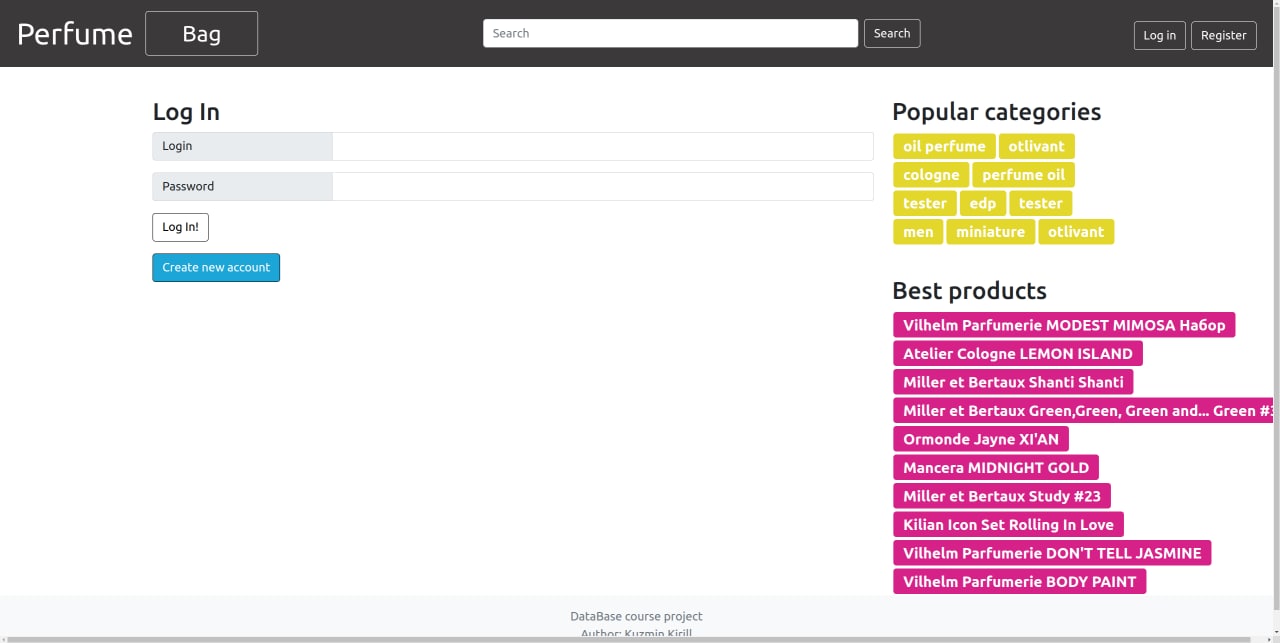 Perfume Bag Search Search Log in Register
Log In
Login
Password
Log In!
Create new account
Popular categories
oil perfume otlivant
cologne perfume oil
tester edp tester
men miniature otlivant
Best products
Vilhelm Parfumerie MODEST MIMOSA Набор
Atelier Cologne LEMON ISLAND
Miller et Bertaux Shanti Shanti
Miller et Bertaux Green,Green, Green and... Green #3
Ormonde Jayne XI'AN
Mancera MIDNIGHT GOLD
Miller et Bertaux Study #23
Kilian Icon Set Rolling In Love
Vilhelm Parfumerie DON'T TELL JASMINE
Vilhelm Parfumerie BODY PAINT
DataBase course project
Author: Kuzmin Kirill